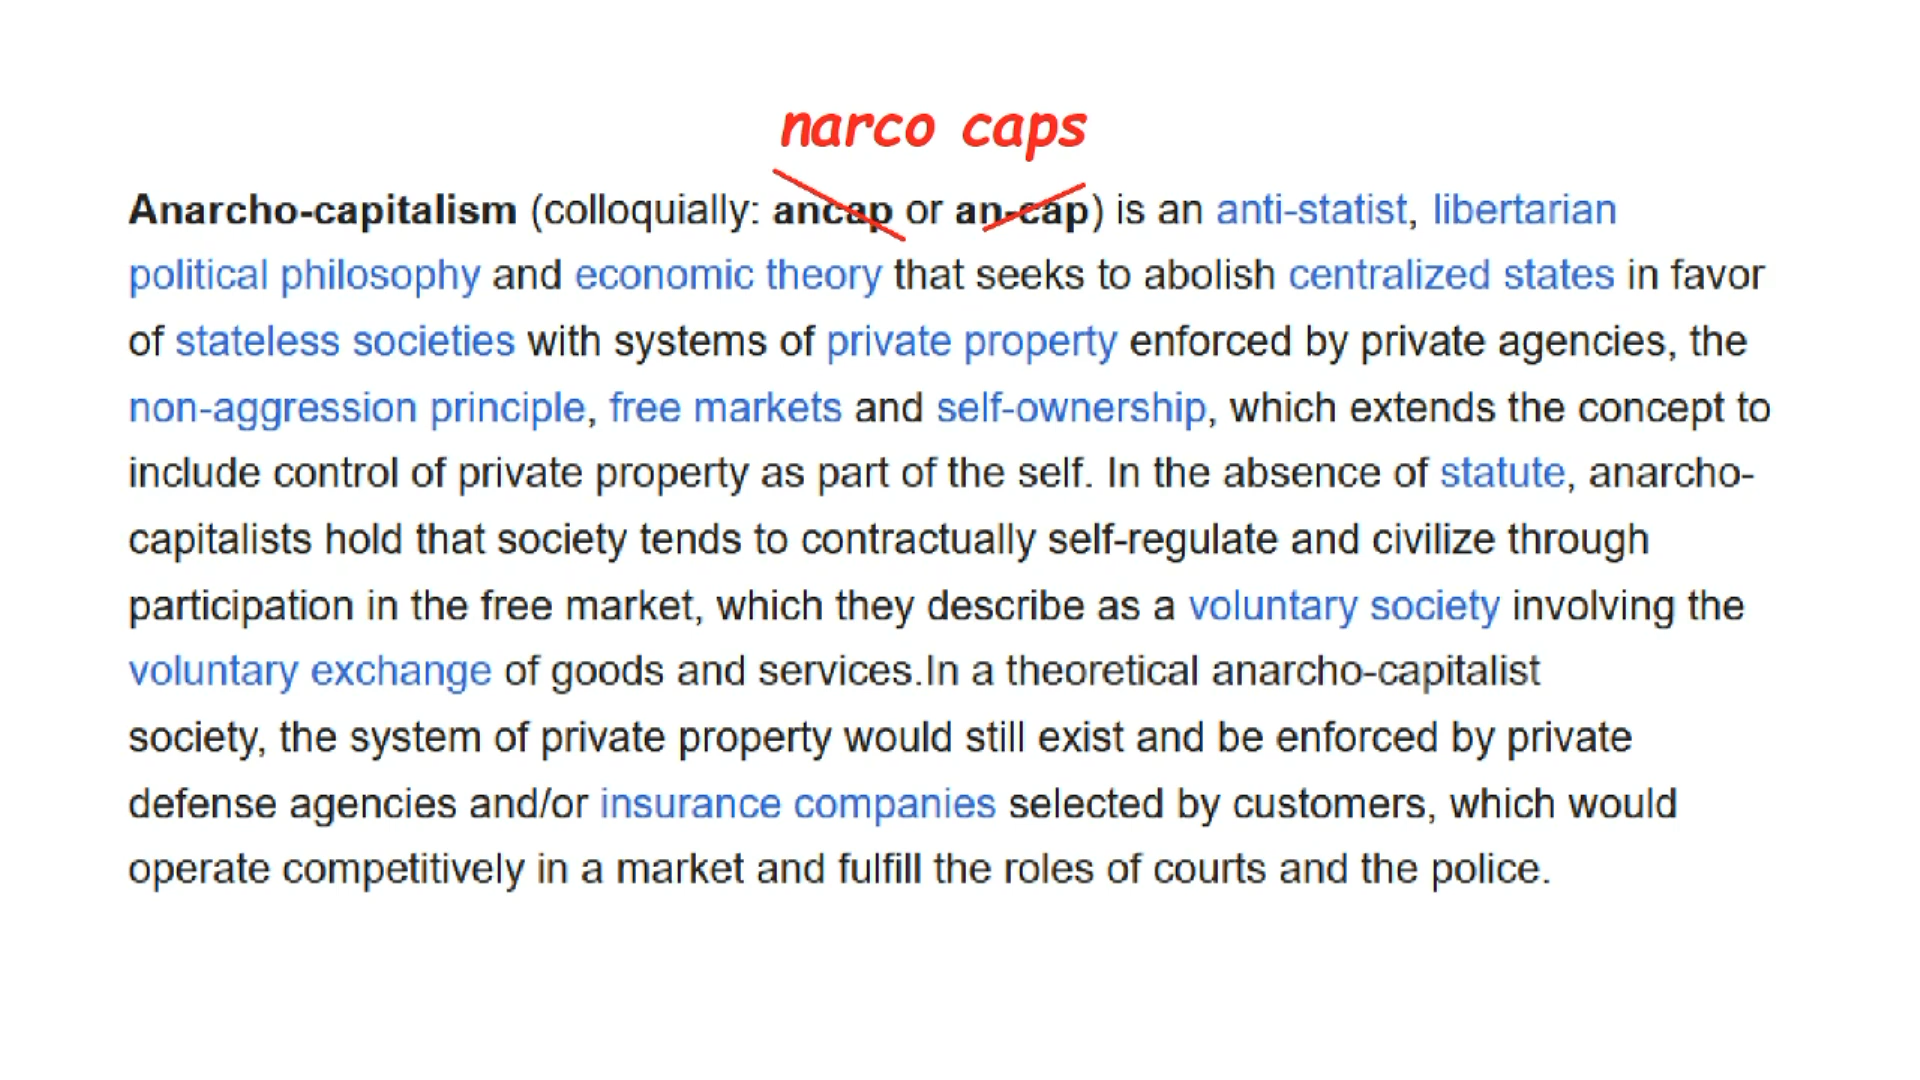 narco caps
Anarcho-capitalism (colloquially: ancap or an-cap) is an anti-statist, libertarian
political philosophy and economic theory that seeks to abolish centralized states in favor
of stateless societies with systems of private property enforced by private agencies, the
non-aggression principle, free markets and self-ownership, which extends the concept to
include control of private property as part of the self. In the absence of statute, anarcho-
capitalists hold that society tends to contractually self-regulate and civilize through
participation in the free market, which they describe as a voluntary society involving the
voluntary exchange of goods and services.In a theoretical anarcho-capitalist
society, the system of private property would still exist and be enforced by private
defense agencies and/or insurance companies selected by customers, which would
operate competitively in a market and fulfill the roles of courts and the police.